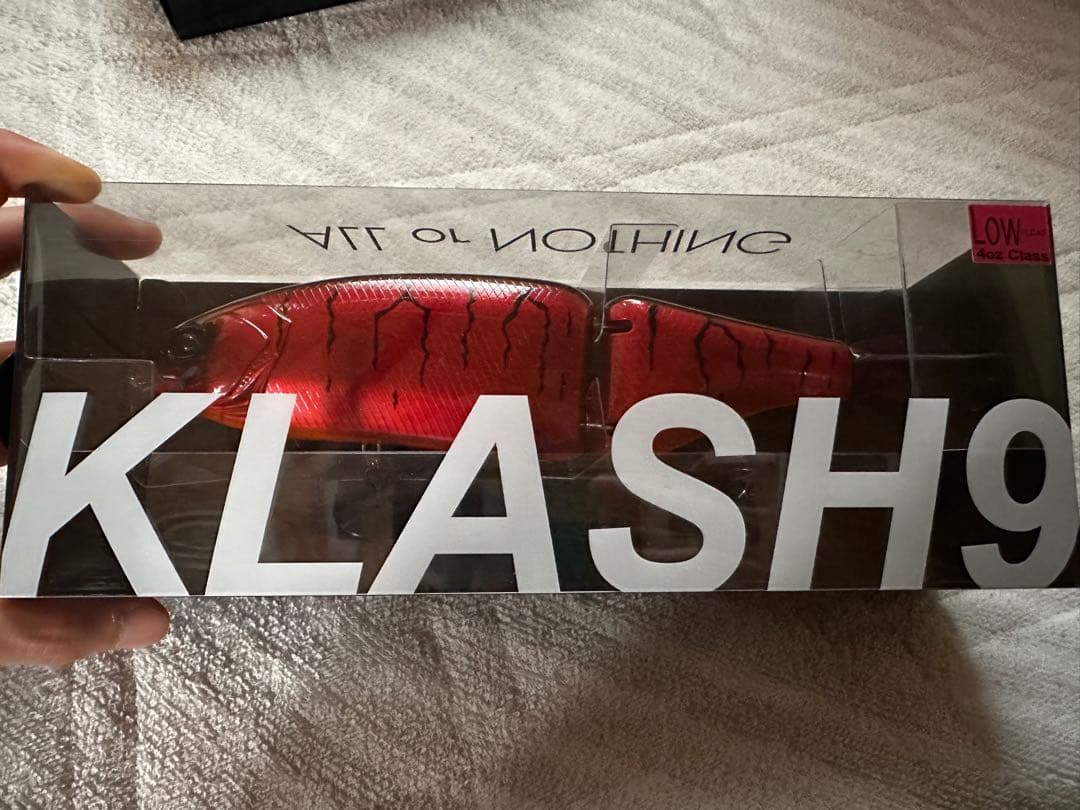 ALL or NOTHING
LOW FLOAT
4oz Class
KLASH9